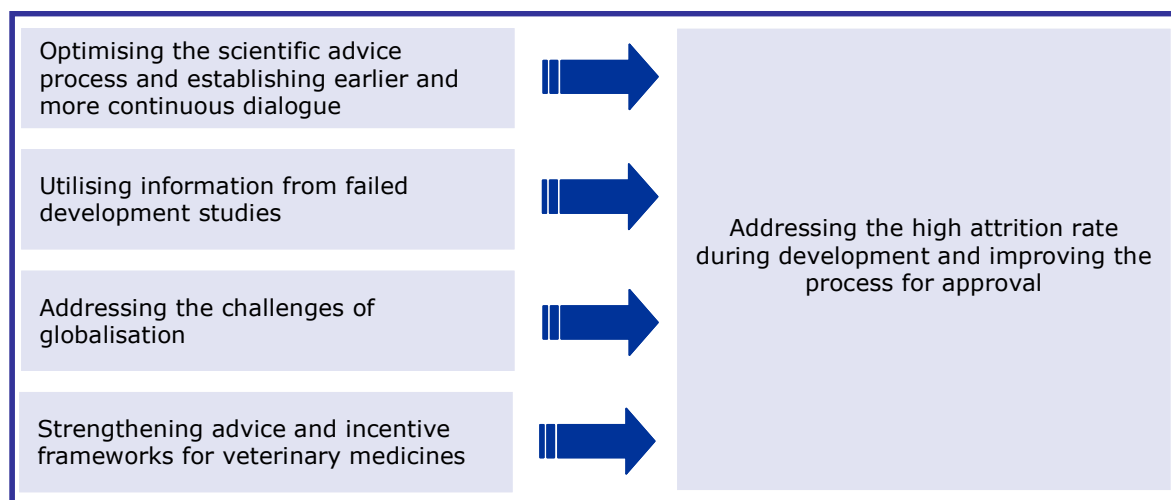 Optimising the scientific advice
process and establishing earlier and
more continuous dialogue
Utilising information from failed
development studies
Addressing the challenges of
globalisation
Strengthening advice and incentive
frameworks for veterinary medicines
Addressing the high attrition rate
during development and improving the
process for approval